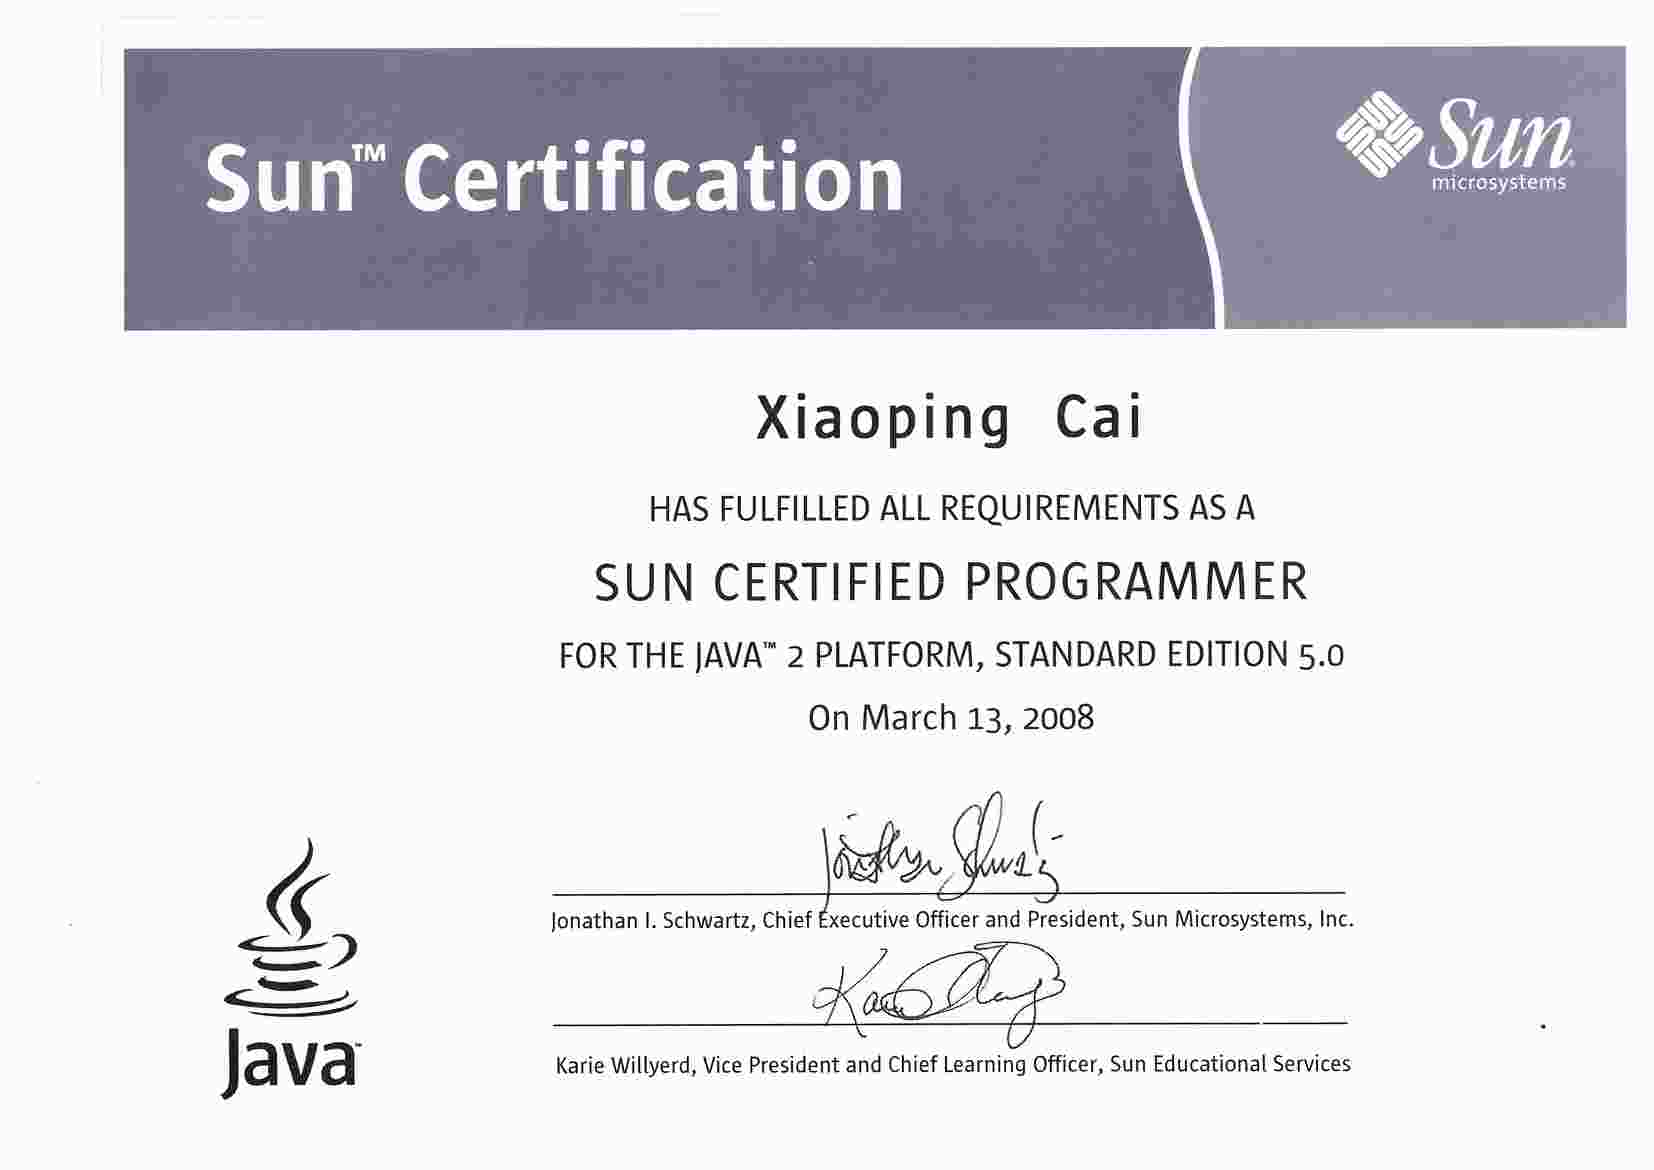 Sun™ Certification
Sun
microsystems
Xiaoping Cai
HAS FULFILLED ALL REQUIREMENTS AS A
SUN CERTIFIED PROGRAMMER
FOR THE JAVA™ 2 PLATFORM, STANDARD EDITION 5.0
On March 13, 2008
Jonathan Schwartz
Jonathan I. Schwartz, Chief Executive Officer and President, Sun Microsystems, Inc.
Karie Willyerd, Vice President and Chief Learning Officer, Sun Educational Services
Java™